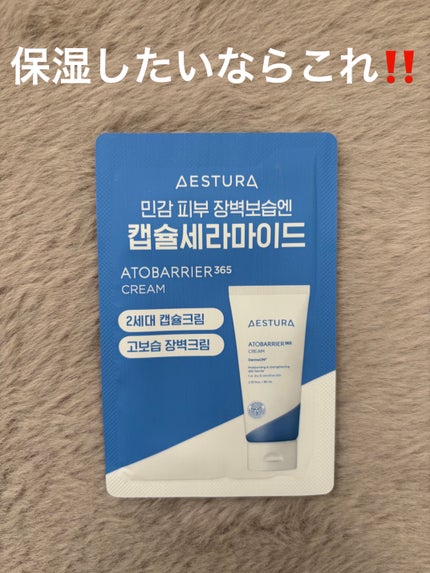 保湿したいならこれ‼️
AESTURA
민감 피부 장벽보습엔
캡슐세라마이드
ATOBARRIER365
CREAM
2세대 캡슐크림
고보습 장벽크림
AESTURA
ATOBARRIER365
CREAM